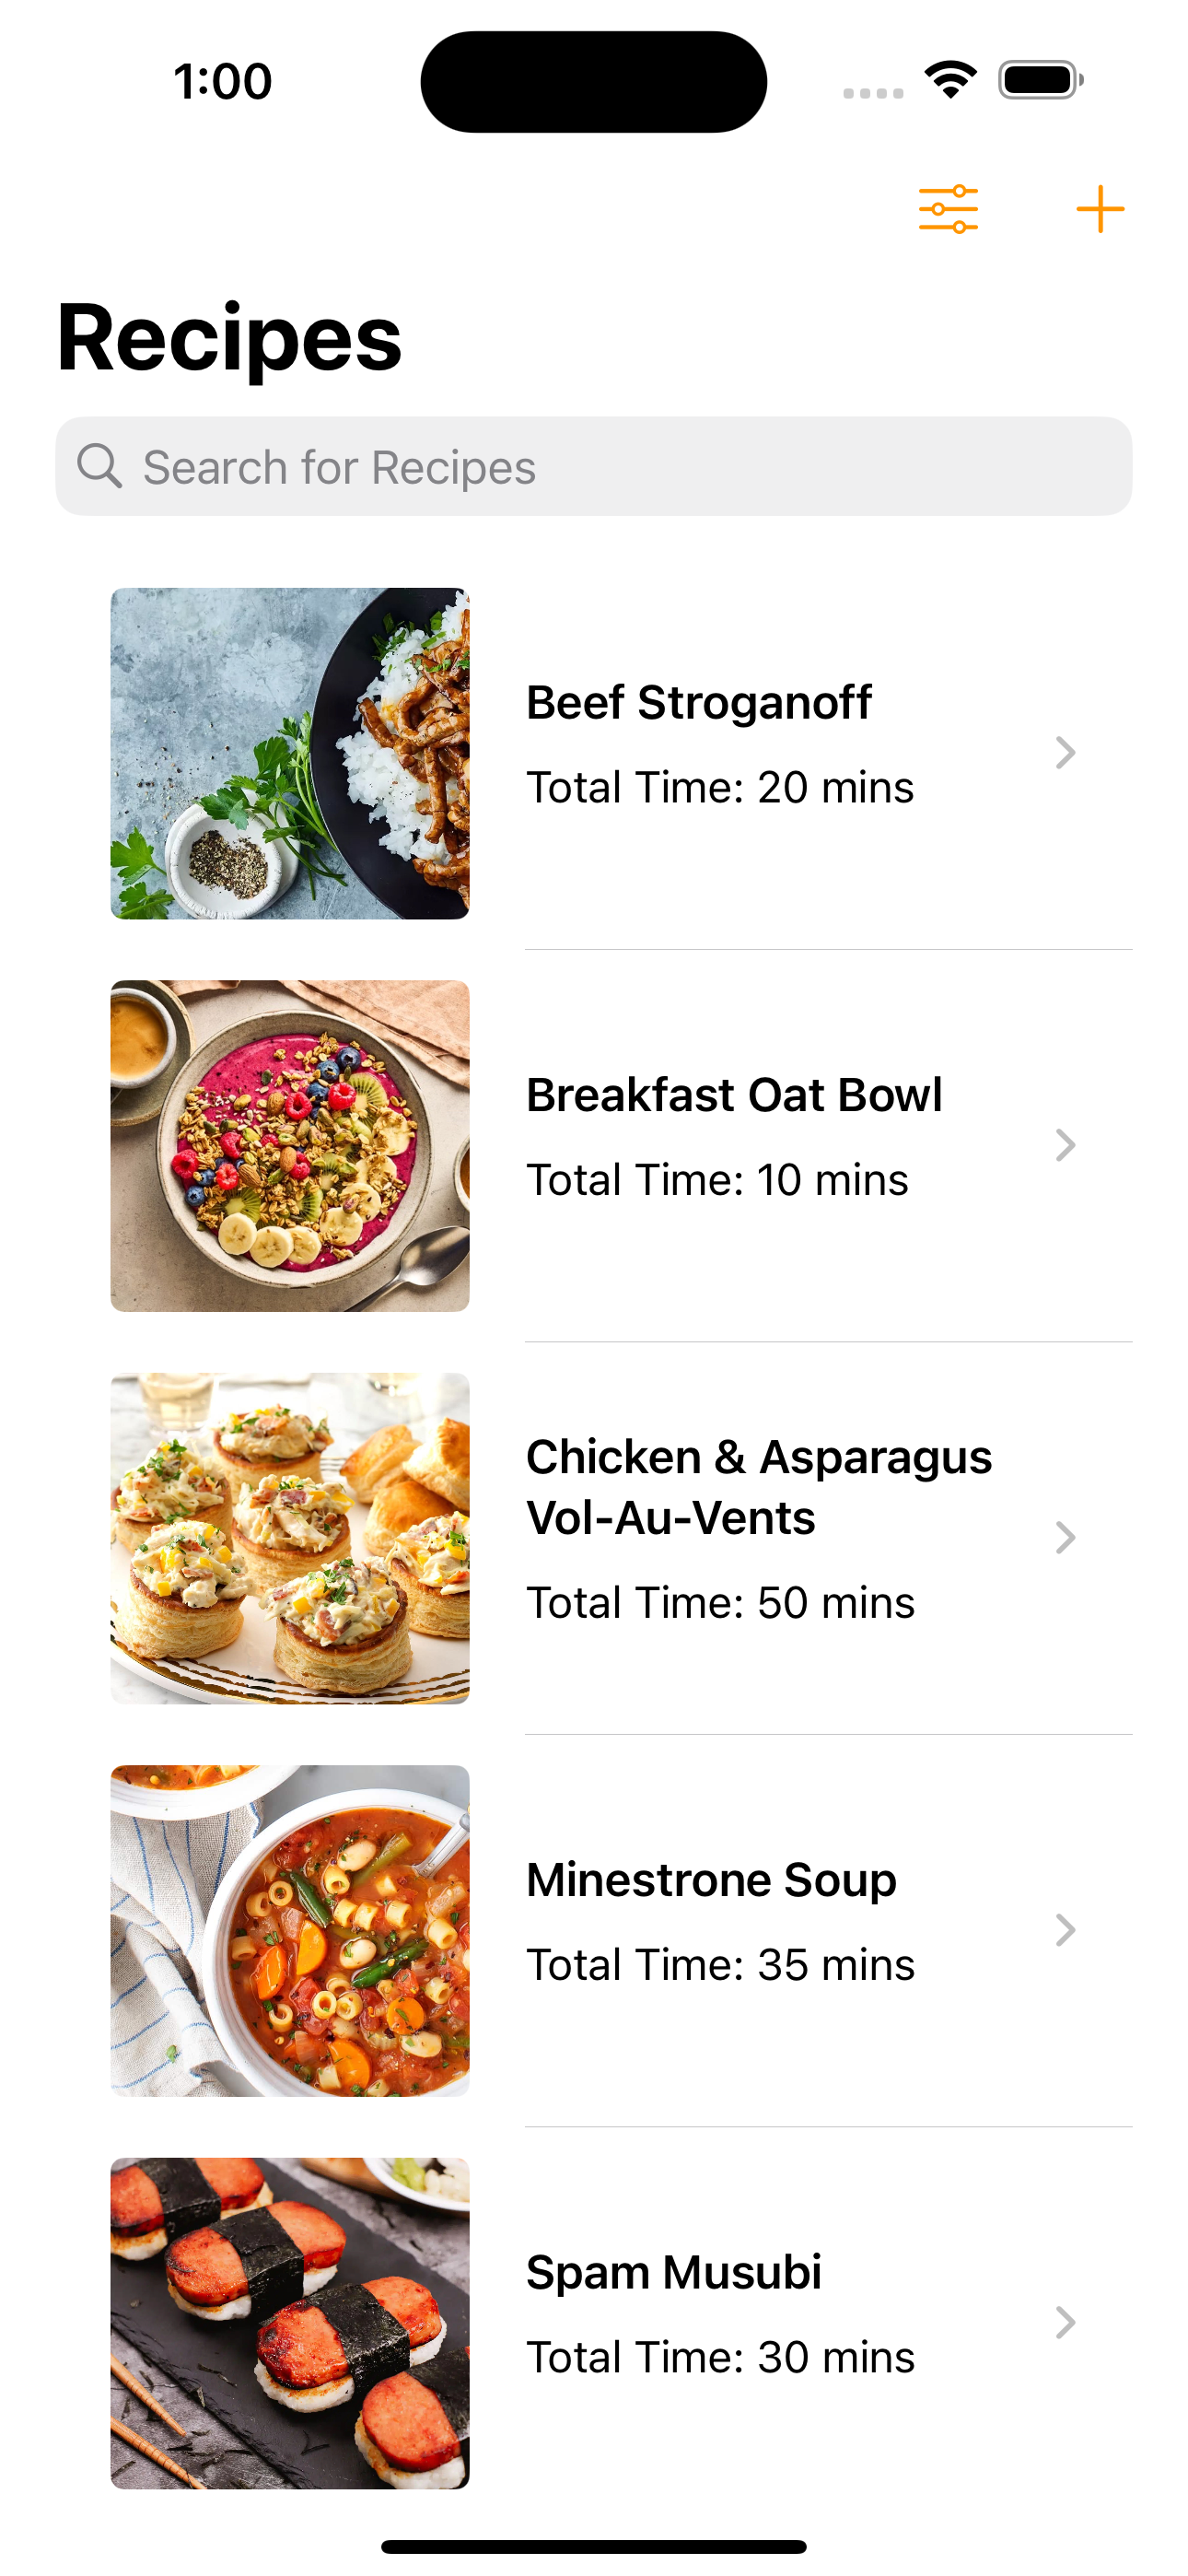 1:00
Recipes
Search for Recipes
Beef Stroganoff
Total Time: 20 mins
Breakfast Oat Bowl
Total Time: 10 mins
Chicken & Asparagus
Vol-Au-Vents
Total Time: 50 mins
Minestrone Soup
Total Time: 35 mins
Spam Musubi
Total Time: 30 mins